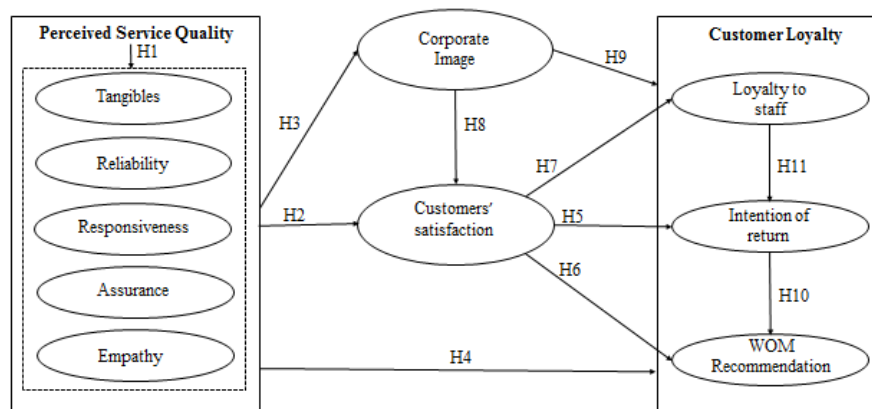 Perceived Service Quality
H1
Tangibles
Reliability
Responsiveness
Assurance
Empathy
H3
H2
H4
Corporate
Image
H8
Customers'
satisfaction
H9
H7
H5
H6
Customer Loyalty
Loyalty to
staff
H11
Intention of
return
H10
WOM
Recommendation